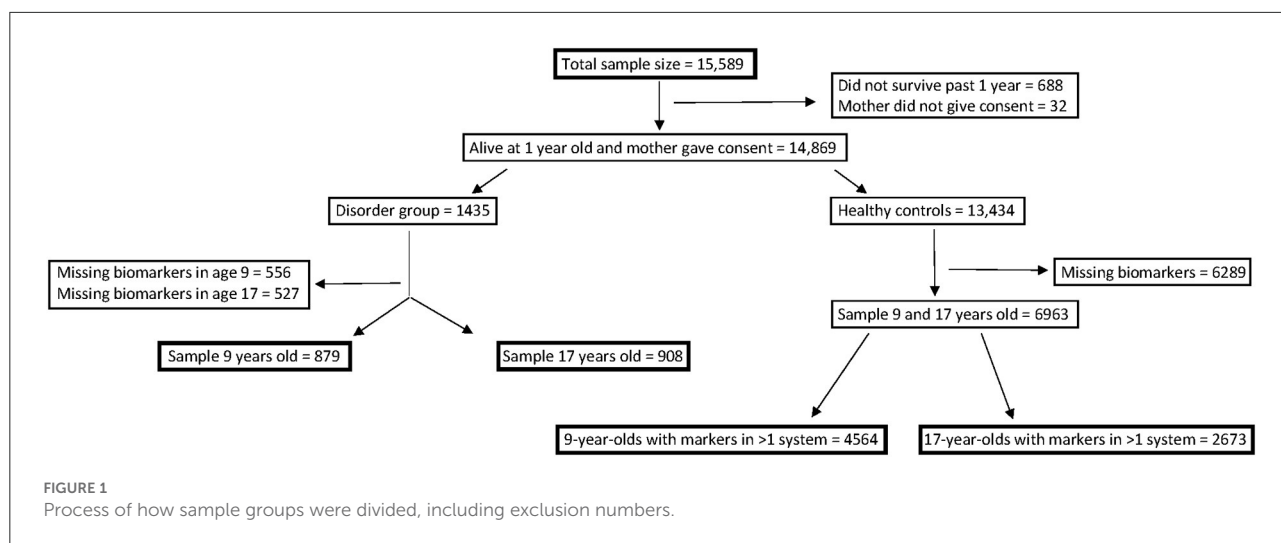 Total sample size = 15,589
Did not survive past 1 year = 688
Mother did not give consent = 32
Alive at 1 year old and mother gave consent = 14,869
Disorder group = 1435
Healthy controls = 13,434
Missing biomarkers in age 9 = 556
Missing biomarkers in age 17 = 527
Missing biomarkers = 6289
Sample 9 and 17 years old = 6963
Sample 9 years old = 879
Sample 17 years old = 908
9-year-olds with markers in >1 system = 4564
17-year-olds with markers in >1 system = 2673
FIGURE 1
Process of how sample groups were divided, including exclusion numbers.